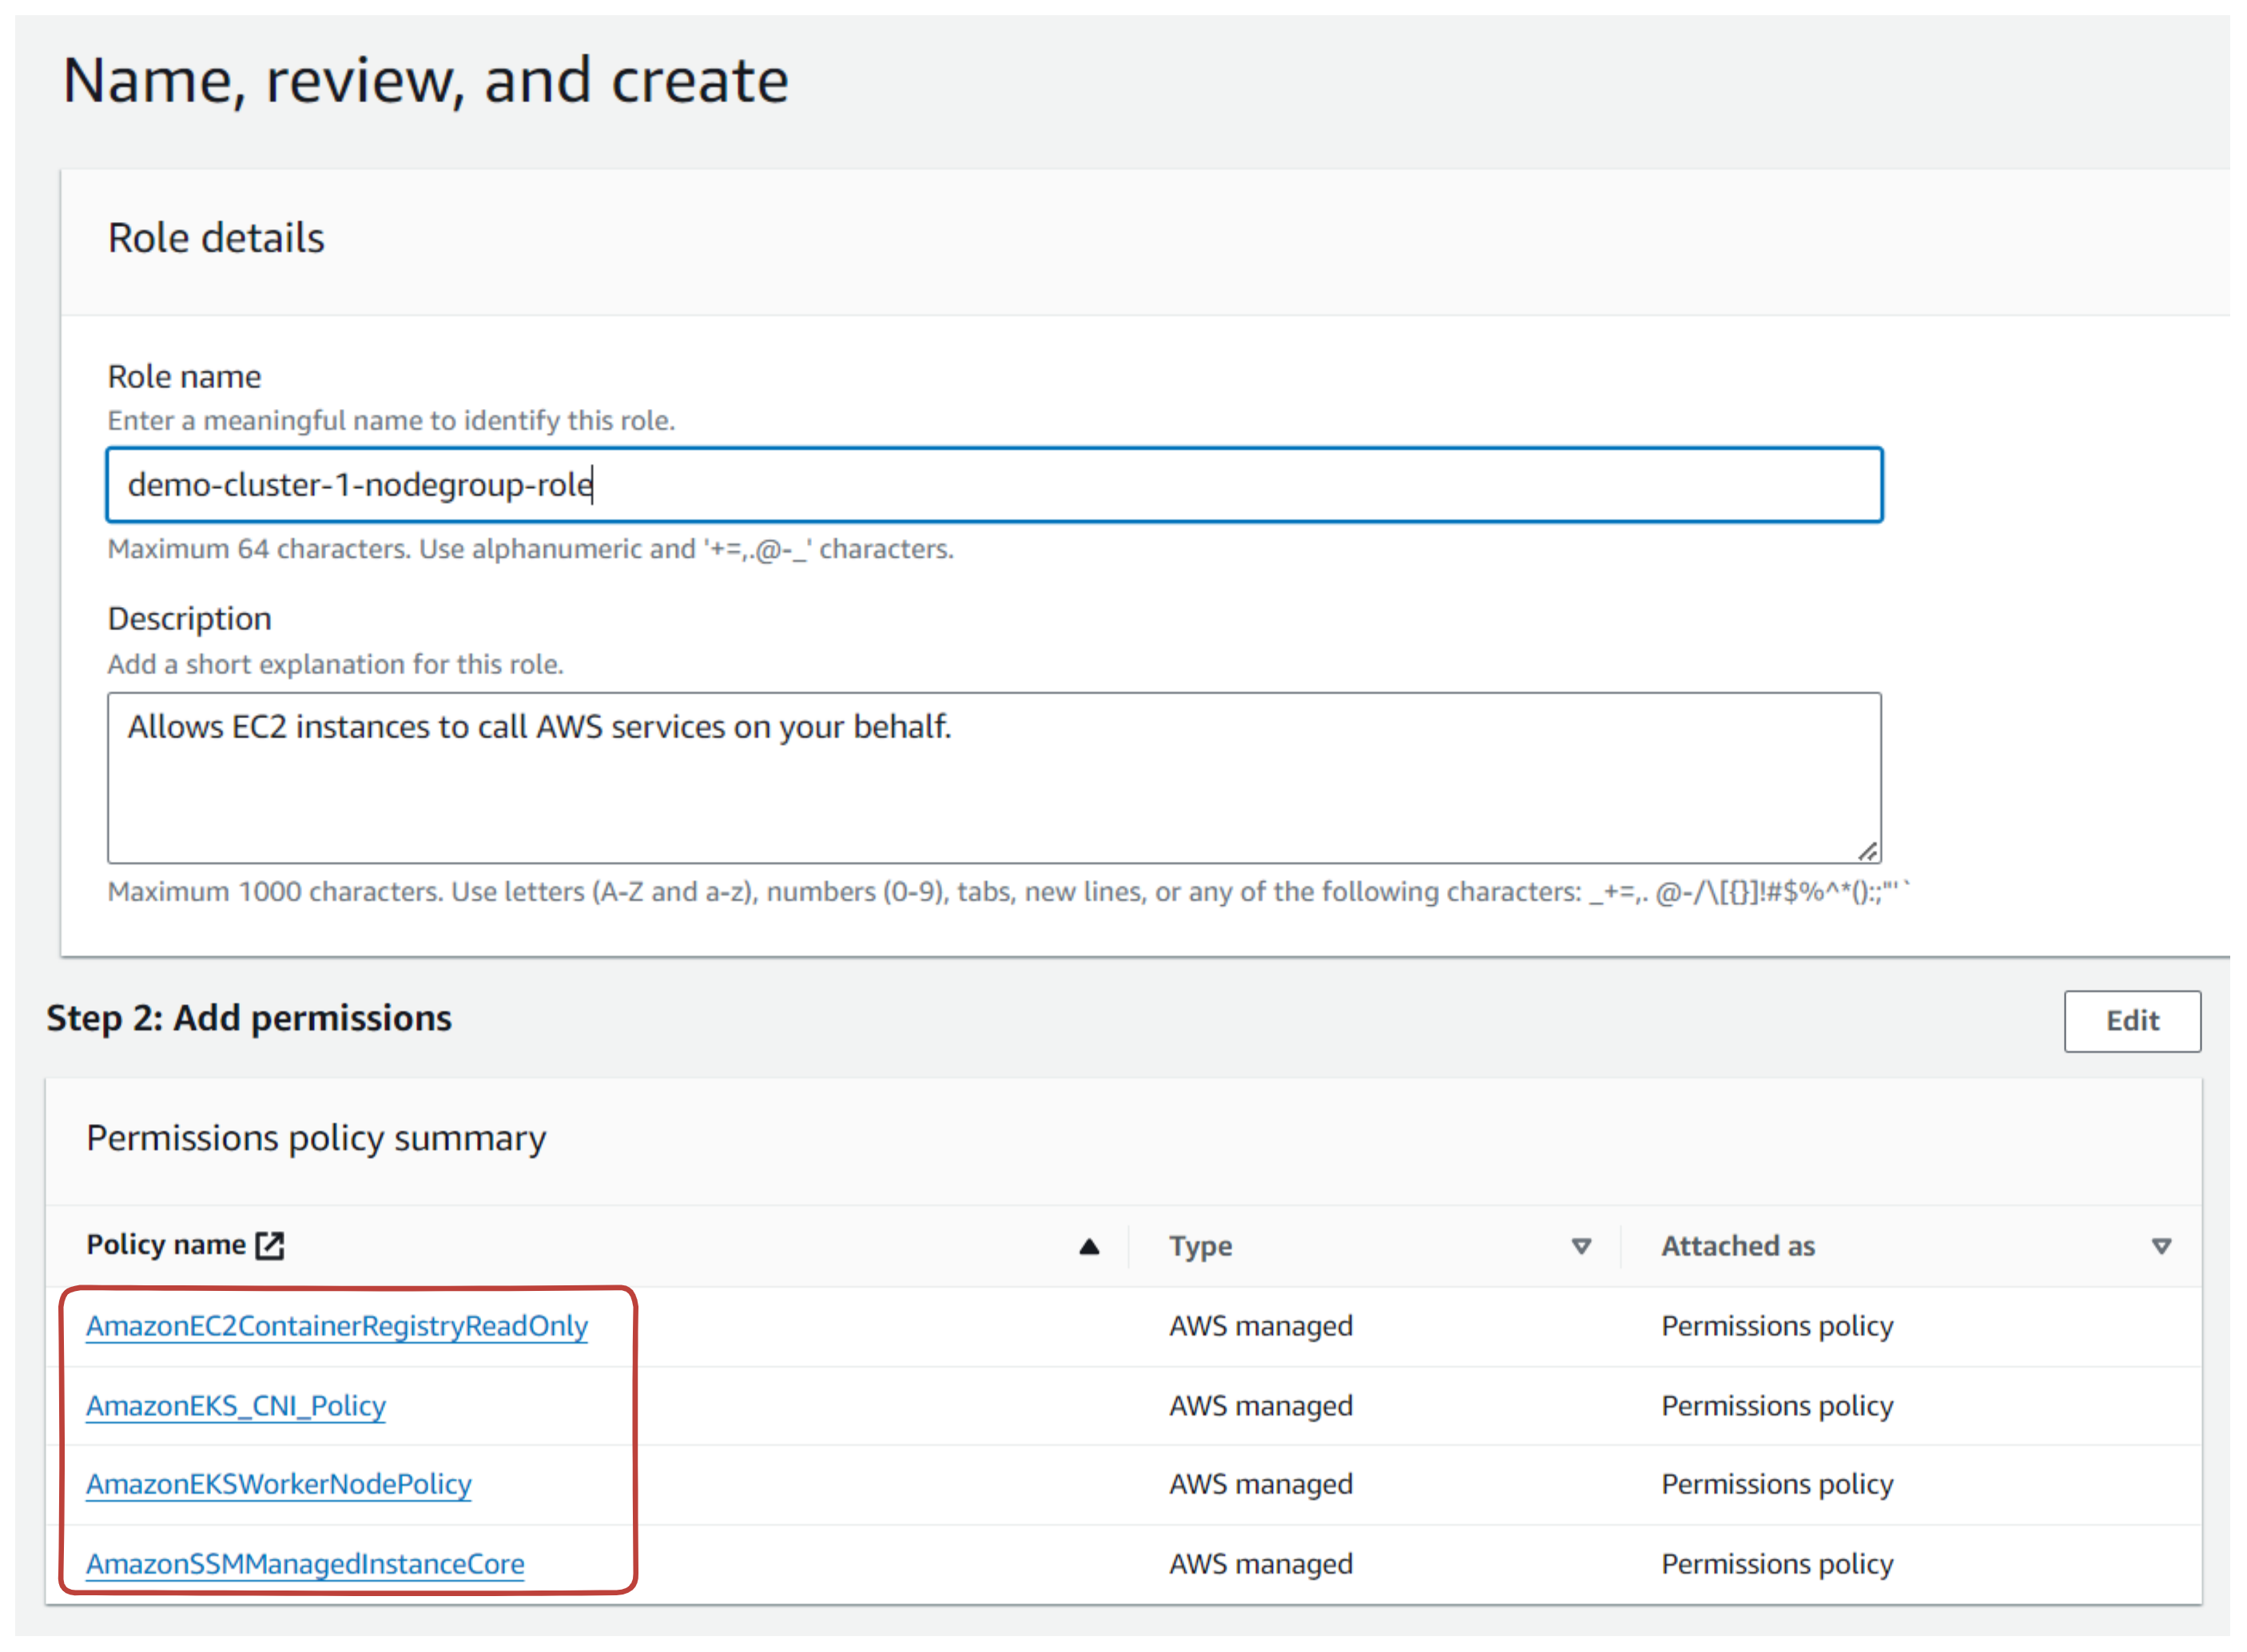 Name, review, and create
Role details
Role name
Enter a meaningful name to identify this role.
demo-cluster-1-nodegroup-role
Maximum 64 characters. Use alphanumeric and '+=,.@-_' characters.
Description
Add a short explanation for this role.
Allows EC2 instances to call AWS services on your behalf.
Maximum 1000 characters. Use letters (A-Z and a-z), numbers (0-9), tabs, new lines, or any of the following characters: _+=,. @-/\[{}]!#$%^*();:"'`
Step 2: Add permissions
Edit
Permissions policy summary
Policy name Type Attached as
AmazonEC2ContainerRegistryReadOnly AWS managed Permissions policy
AmazonEKS_CNI_Policy AWS managed Permissions policy
AmazonEKSWorkerNodePolicy AWS managed Permissions policy
AmazonSSMManagedInstanceCore AWS managed Permissions policy